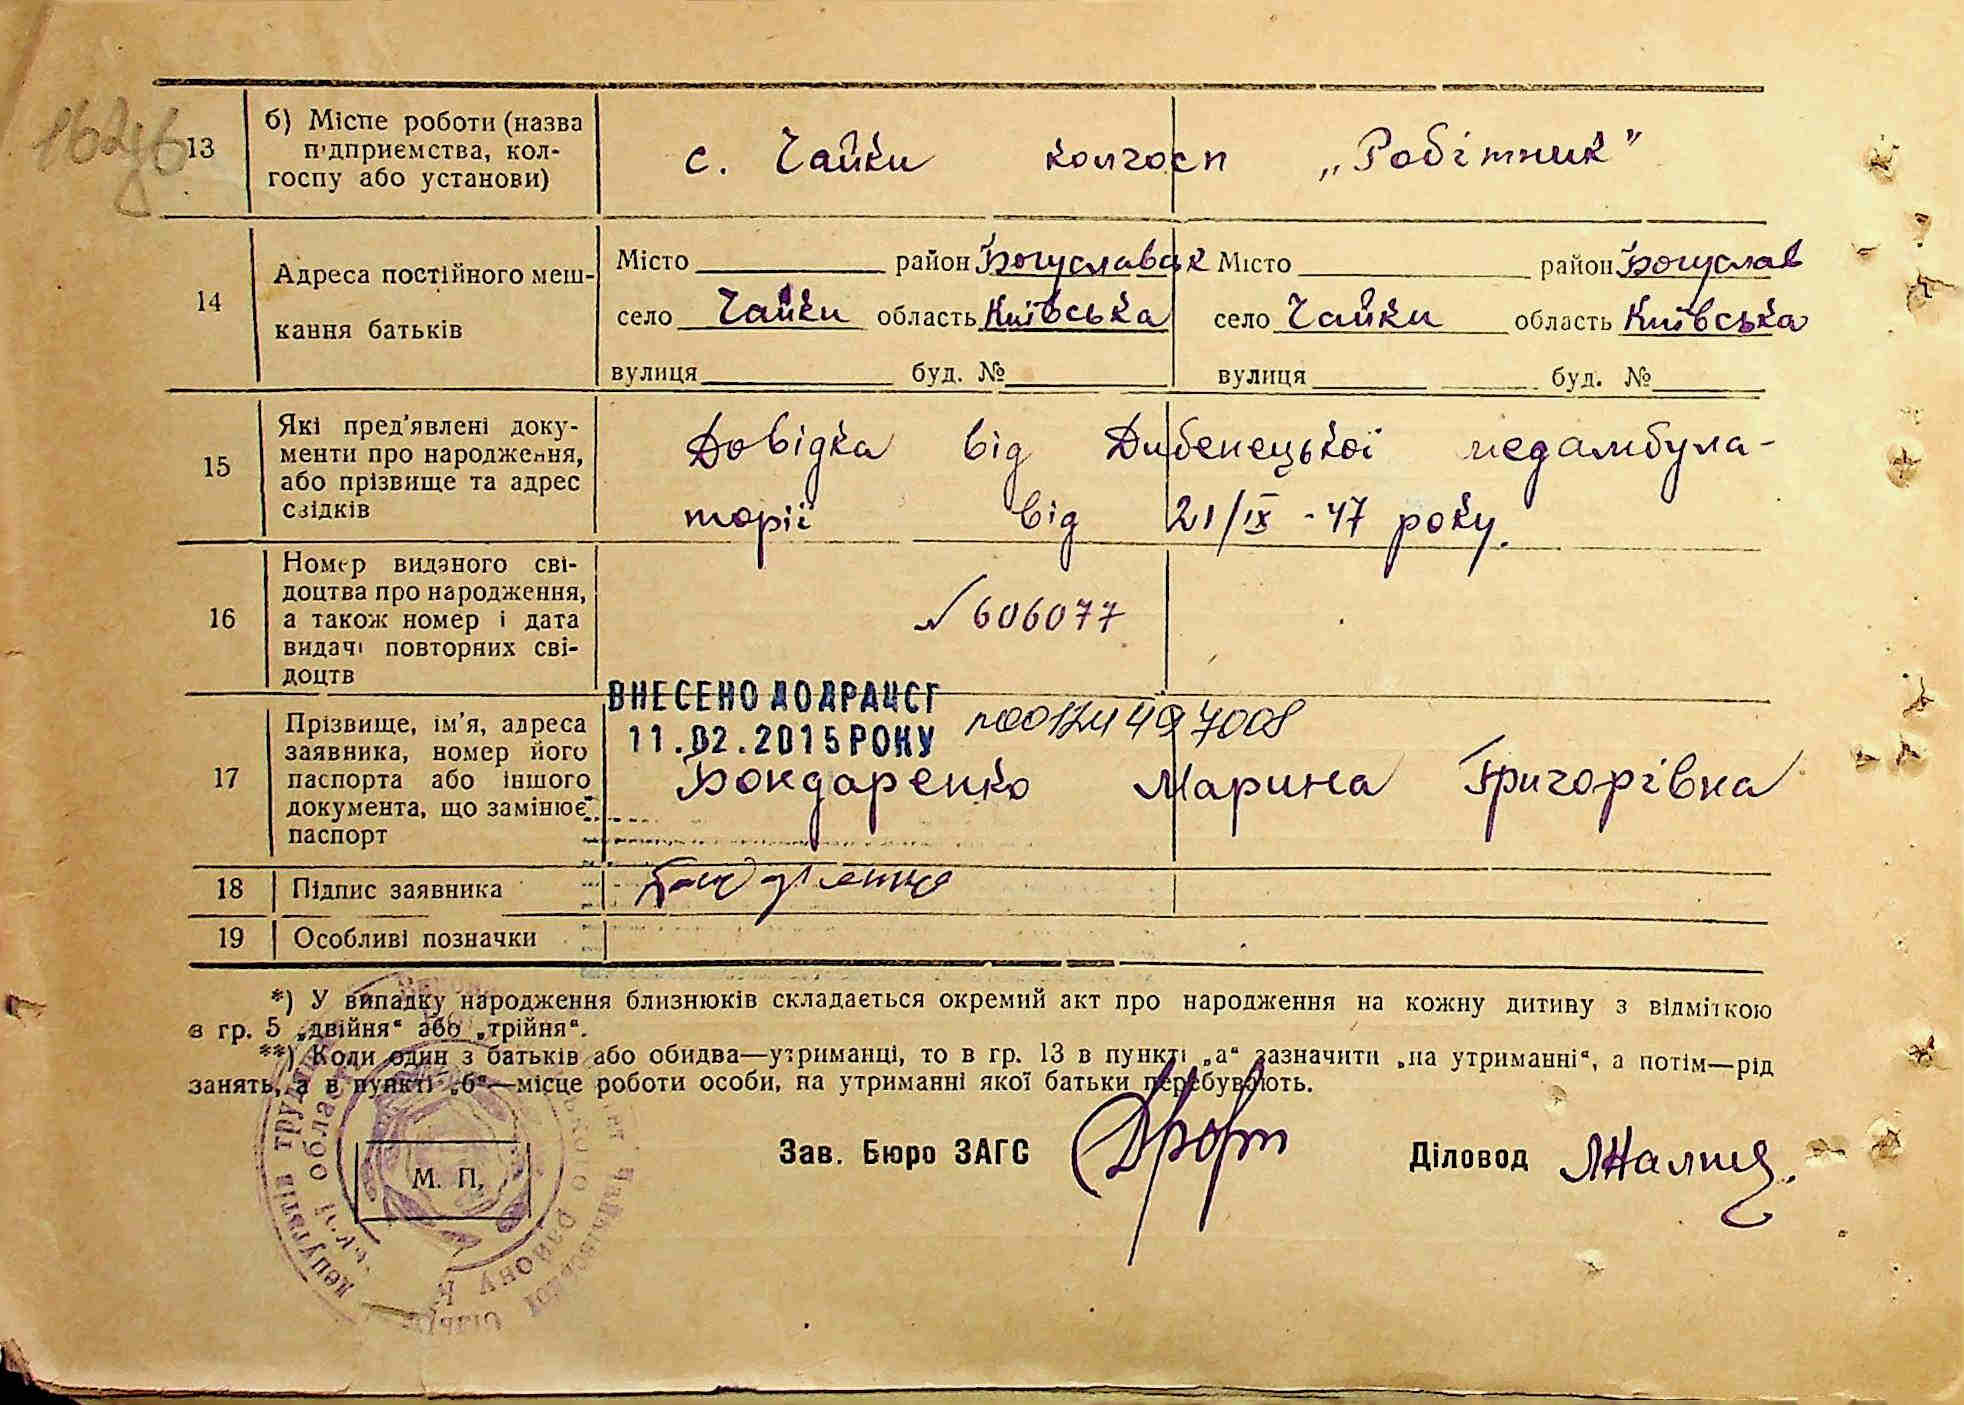 13
б) Місце роботи (назва
підприємства, кол-
госпу або установи)
с. Чайки колгосп „Робітник"
14
Адреса постійного меш-
кання батьків
Місто район Богуславськ Місто район Богуслав
село Чайки область Київська село Чайки область Київська
вулиця буд. № вулиця буд. №
15
Які пред'явлені доку-
менти про народження,
або прізвище та адрес
свідків
Довідка від Дибенецької медамбула-
торії від 21/IX - 47 року.
16
Номер виданого сві-
доцтва про народження,
а також номер і дата
видачі повторних сві-
доцтв
№ 606077
ВНЕСЕНО ДО ДРАЦСГ
11.02.2015 РОКУ
17
Прізвище, ім'я, адреса
заявника, номер його
паспорта або іншого
документа, що замінює
паспорт
Бондаренко Марина Григорівна
18
Підпис заявника
19
Особливі позначки
*) У випадку народження близнюків складається окремий акт про народження на кожну дитину з відміткою
в гр. 5 „двійня“ або „трійня“.
**) Коли один з батьків або обидва—утриманці, то в гр. 13 в пункті „а“ зазначити „на утриманні“, а потім—рід
занять, а в пункті „б“—місце роботи особи, на утриманні якої батьки перебувають.
Зав. Бюро ЗАГС
Діловод
М. П.
депутатів
області
району